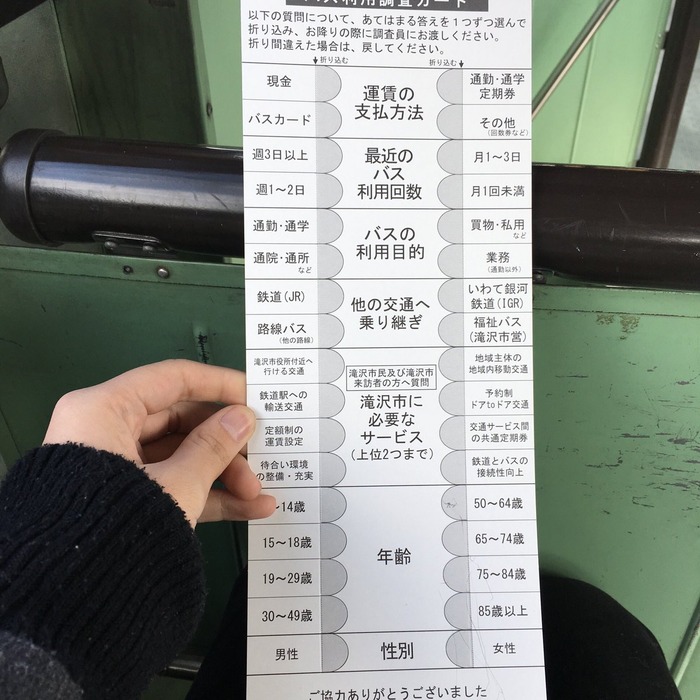 バス利用調査カード
以下の質問について、あてはまる答えを１つずつ選んで
折り込み、お降りの際に調査員にお渡しください。
折り間違えた場合は、戻してください。
折り込む 折り込む
現金
バスカード
運賃の
支払方法
通勤・通学
定期券
その他
(回数券など)
週3日以上
週1～2日
最近の
バス
利用回数
月1～3日
月1回未満
通勤・通学
通院・通所
など
バスの
利用目的
買物・私用
など
業務
(通勤以外)
鉄道(JR)
路線バス
(他の路線)
他の交通へ
乗り継ぎ
いわて銀河
鉄道(IGR)
福祉バス
(滝沢市営)
滝沢市役所付近へ
行ける交通
鉄道駅への
輸送交通
定額制の
運賃設定
待合い環境
の整備・充実
滝沢市民及び滝沢市
来訪者の方へ質問
滝沢市に
必要な
サービス
(上位2つまで)
地域主体の
地域内移動交通
予約制
ドアtoドア交通
交通サービス間
の共通定期券
鉄道とバスの
接続性向上
～14歳
15～18歳
19～29歳
30～49歳
年齢
50～64歳
65～74歳
75～84歳
85歳以上
男性
性別
女性
ご協力ありがとうございました